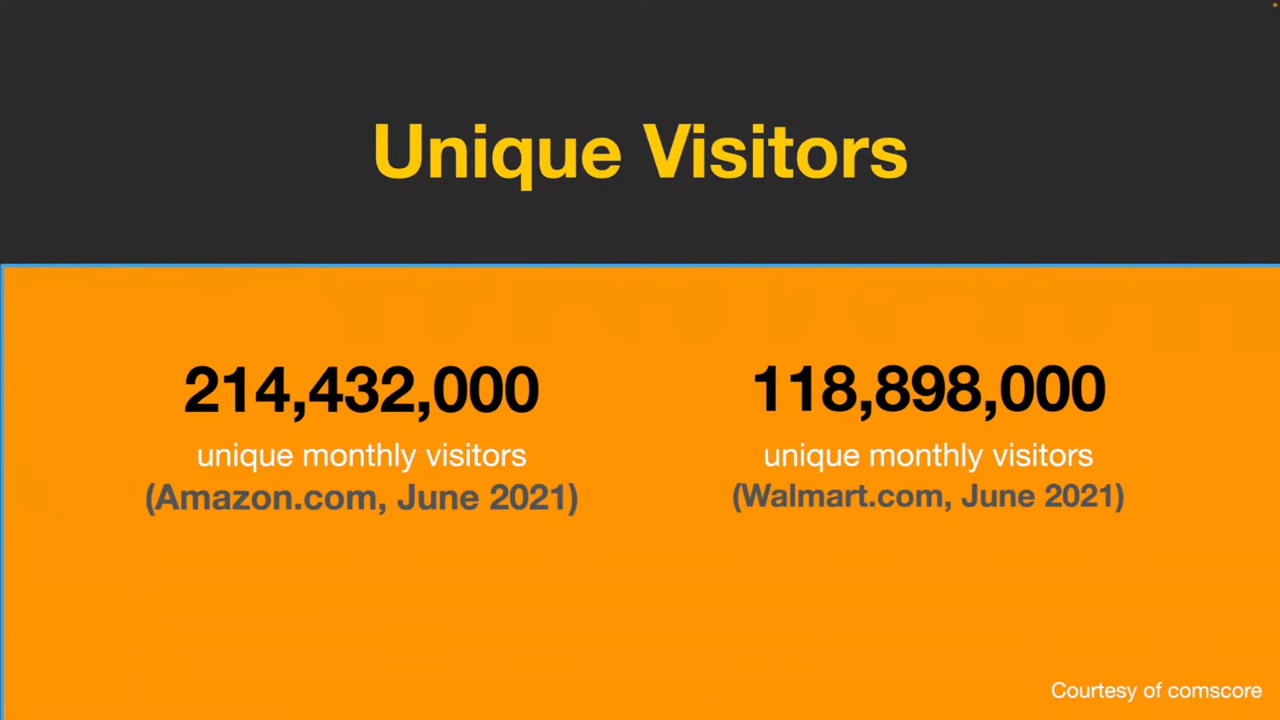 Unique Visitors
214,432,000
unique monthly visitors
(Amazon.com, June 2021)
118,898,000
unique monthly visitors
(Walmart.com, June 2021)
Courtesy of comscore